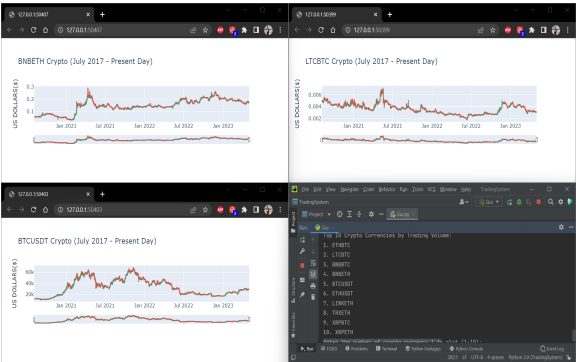 127.0.0.1:50407
127.0.0.1:50407
BNBETH Crypto (July 2017 - Present Day)
US DOLLARS($)
0.3
0.2
0.1
Jan 2021 Jul 2021 Jan 2022 Jul 2022 Jan 2023
127.0.0.1:50399
127.0.0.1:50399
LTCBTC Crypto (July 2017 - Present Day)
US DOLLARS($)
0.006
0.004
0.002
Jan 2021 Jul 2021 Jan 2022 Jul 2022 Jan 2023
127.0.0.1:50403
127.0.0.1:50403
BTCUSDT Crypto (July 2017 - Present Day)
US DOLLARS($)
60k
40k
20k
Jan 2021 Jul 2021 Jan 2022 Jul 2022 Jan 2023
File Edit View Navigate Code Refactor Run Tools VCS Window Help TradingSystem
TradingSystem
Gui
Project
Gui.py
Run: Gui
Top 10 Crypto Currencies by Trading Volume:
1. ETHBTC
2. LTCBTC
3. BNBBTC
4. BNBETH
5. BTCUSDT
6. ETHUSDT
7. LINKETH
8. TRXETH
9. XRPBTC
10. XRPETH
Run TODO Problems Terminal Python Packages Python Console Event Log
LF UTF-8 4 spaces Python 3.9 (TradingSystem)